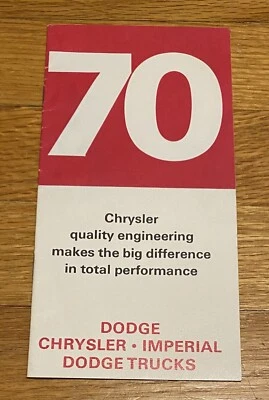 70
Chrysler
quality engineering
makes the big difference
in total performance
DODGE
CHRYSLER • IMPERIAL
DODGE TRUCKS